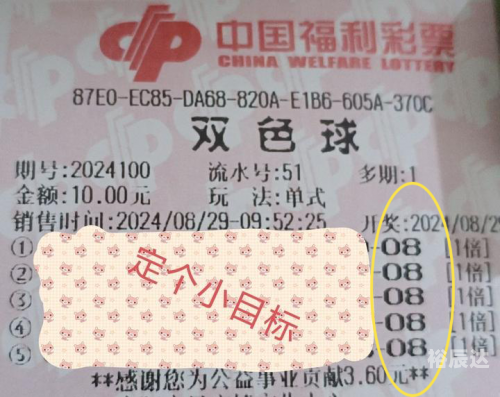 中国福利彩票
CHINA WELFARE LOTTERY
87E0-EC85-DA68-820A-E1B6-605A-370C
双色球
期号:2024100 流水号:51 多期:1
金额:10.00元 玩 法:单式
销售时间:2024/08/29-09:52:25 开奖:2024/08/29
① -08 [1倍]
② -08 [1倍]
③ -08 [1倍]
④ -08 [1倍]
⑤ -08 [1倍]
定个小目标
裕辰达
**感谢您为公益事业贡献3.60元**